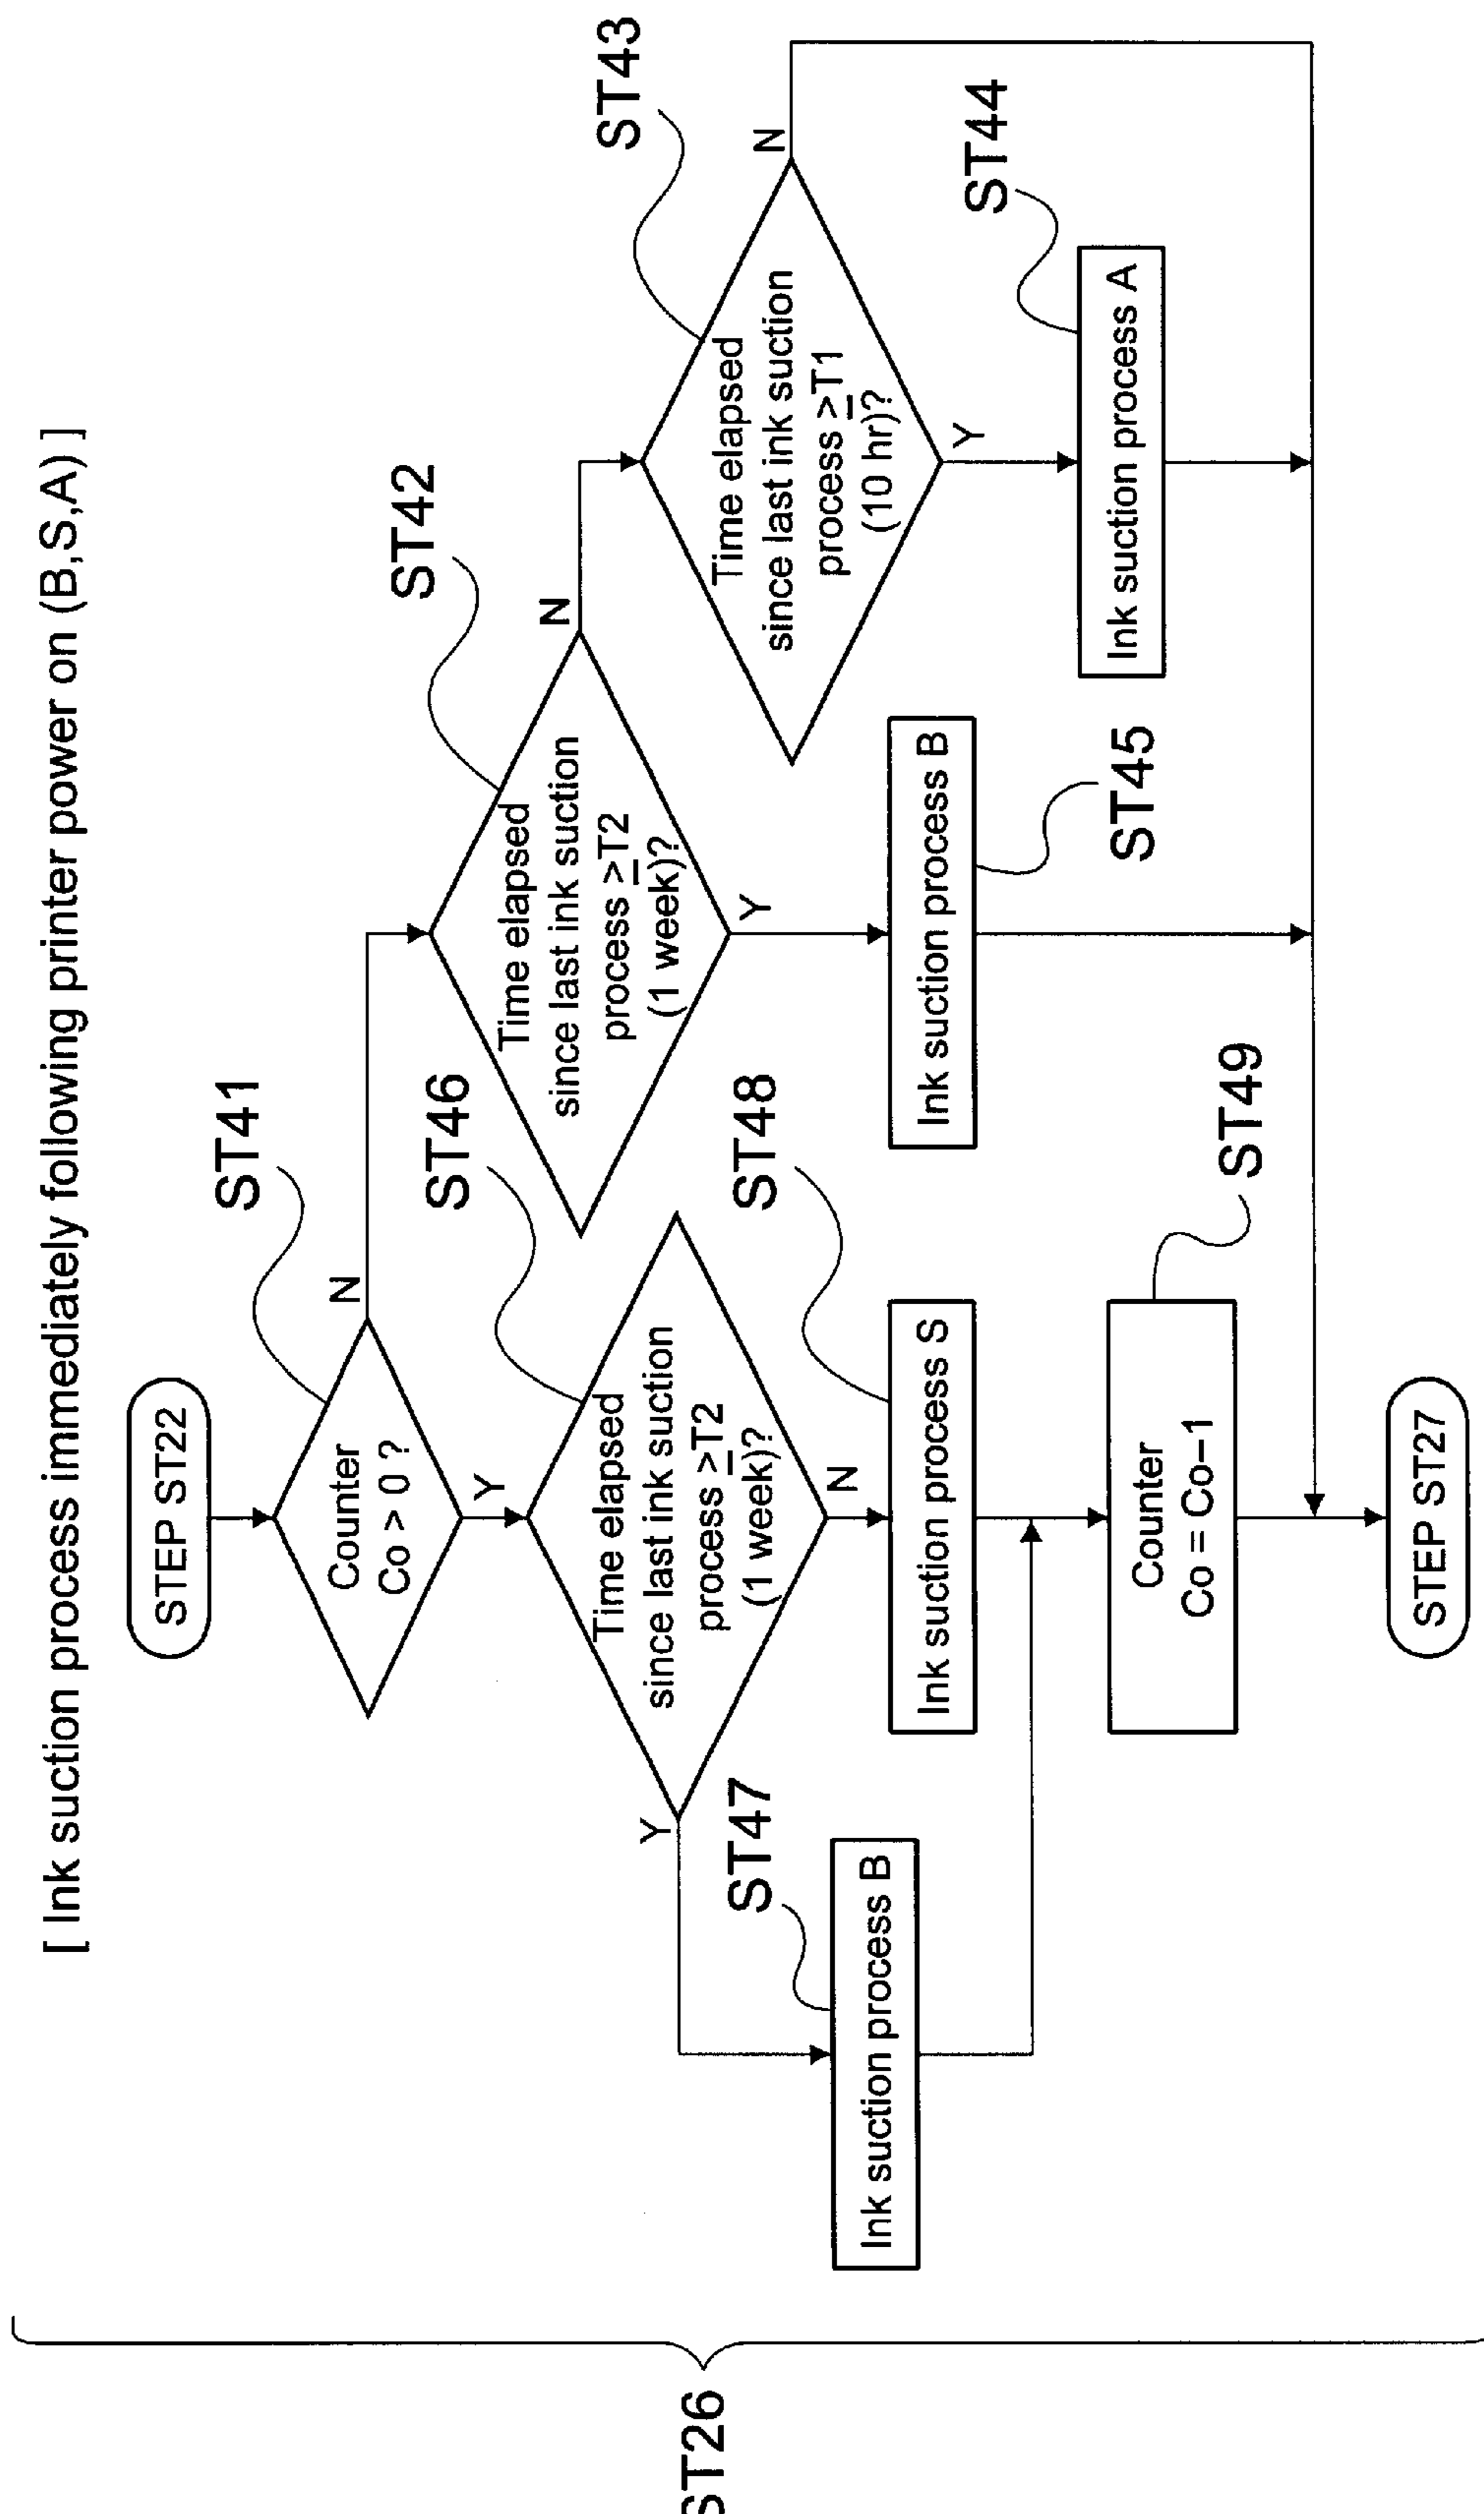 [ Ink suction process immediately following printer power on (B,S,A) ]
STEP ST22
ST41
Counter
Co > 0 ?
N
Y
ST42
Time elapsed
since last ink suction
process ≥T2
(1 week)?
N
Y
ST43
Time elapsed
since last ink suction
process ≥T1
(10 hr)?
N
Y
ST44
Ink suction process A
ST45
Ink suction process B
ST46
Time elapsed
since last ink suction
process ≥T2
(1 week)?
Y
N
ST47
Ink suction process B
ST48
Ink suction process S
ST49
Counter
Co = Co−1
STEP ST27
ST26